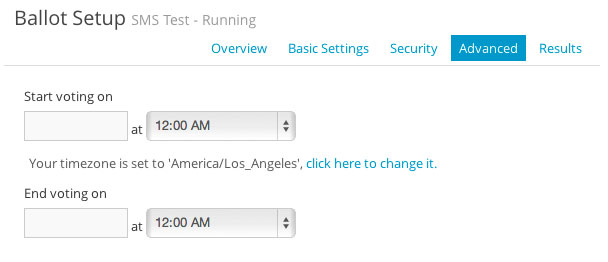 Ballot Setup SMS Test - Running
Overview Basic Settings Security Advanced Results
Start voting on
at 12:00 AM
Your timezone is set to 'America/Los_Angeles', click here to change it.
End voting on
at 12:00 AM